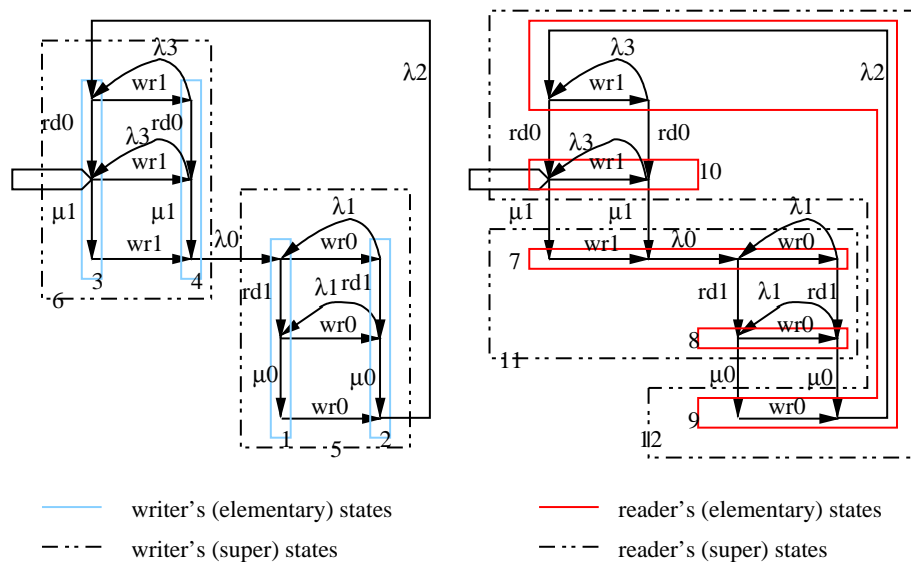 λ3
λ2
wr1
rd0
rd0
λ3
wr1
μ1
μ1
wr1
λ0
3
4
6
λ1
wr0
rd1
rd1
λ1
wr0
μ0
μ0
wr0
1
2
5
λ3
λ2
wr1
rd0
rd0
λ3
wr1
10
μ1
μ1
wr1
λ0
7
λ1
wr0
rd1
rd1
λ1
wr0
8
11
μ0
μ0
wr0
9
12
writer's (elementary) states
reader's (elementary) states
writer's (super) states
reader's (super) states